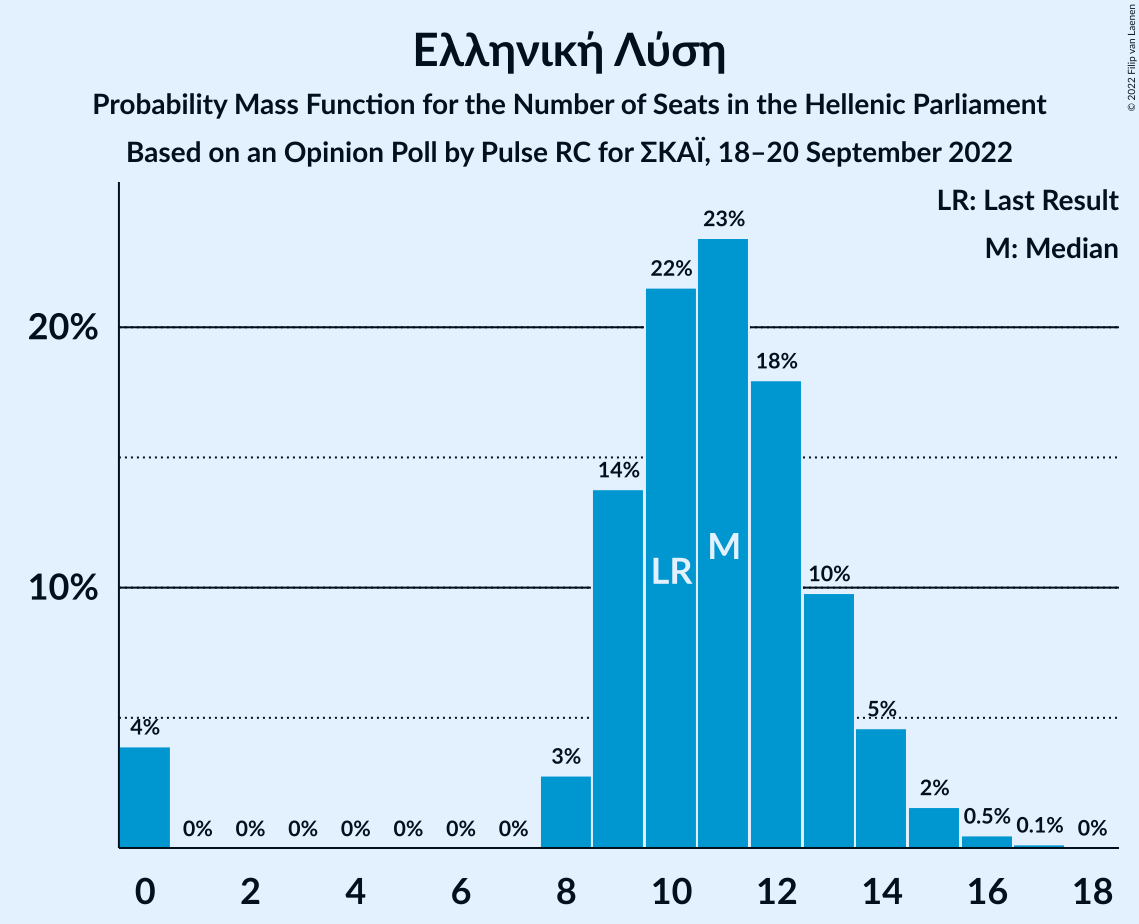 Ελληνική Λύση
Probability Mass Function for the Number of Seats in the Hellenic Parliament
Based on an Opinion Poll by Pulse RC for ΣΚΑΪ, 18–20 September 2022
© 2022 Filip van Laenen
LR: Last Result
M: Median
23%
22%
20%
18%
14%
M
LR
10%
10%
5%
4%
3%
2%
0% 0% 0% 0% 0% 0% 0%
0.5% 0.1% 0%
0 2 4 6 8 10 12 14 16 18